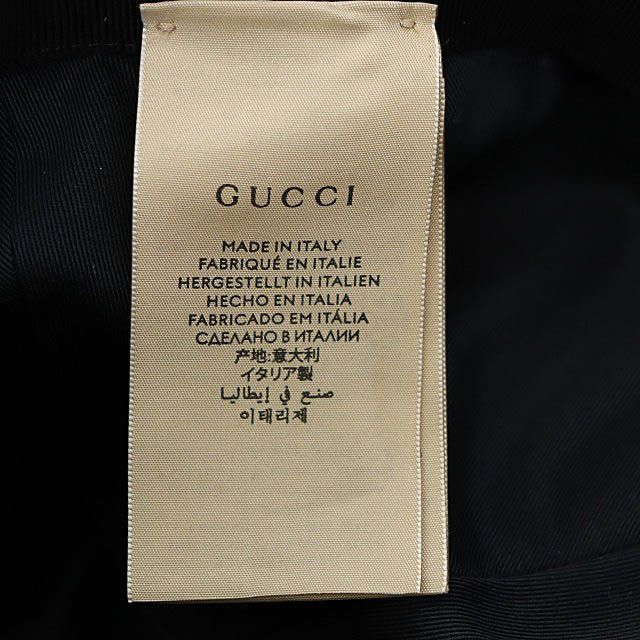 GUCCI
MADE IN ITALY
FABRIQUÉ EN ITALIE
HERGESTELLT IN ITALIEN
HECHO EN ITALIA
FABRICADO EM ITÁLIA
СДЕЛАНО В ИТАЛИИ
产地:意大利
イタリア製
صنع في إيطاليا
이태리제